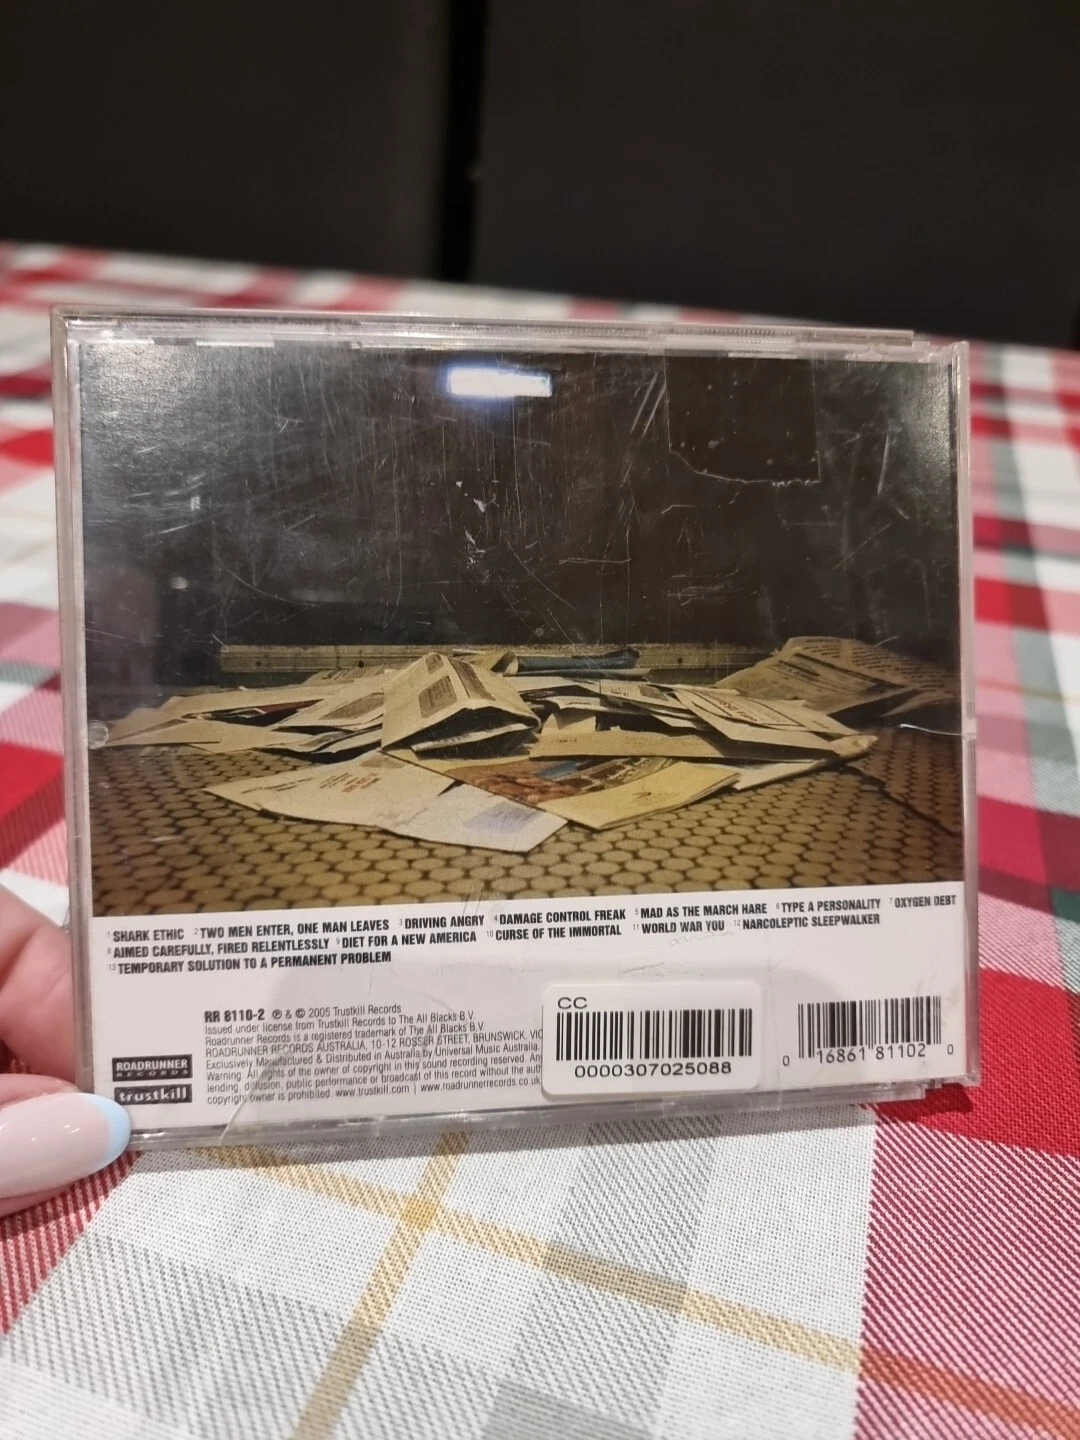 1 SHARK ETHIC 2 TWO MEN ENTER, ONE MAN LEAVES 3 DRIVING ANGRY 4 DAMAGE CONTROL FREAK 5 MAD AS THE MARCH HARE 6 TYPE A PERSONALITY 7 OXYGEN DEBT
8 AIMED CAREFULLY, FIRED RELENTLESSLY 9 DIET FOR A NEW AMERICA 10 CURSE OF THE IMMORTAL 11 WORLD WAR YOU 12 NARCOLEPTIC SLEEPWALKER
13 TEMPORARY SOLUTION TO A PERMANENT PROBLEM
RR 8110-2 ℗ & © 2005 Trustkill Records
Issued under license from Trustkill Records to The All Blacks B.V.
Roadrunner Records is a registered trademark of The All Blacks B.V.
ROADRUNNER RECORDS AUSTRALIA, 10-12 ROSSER STREET, BRUNSWICK, VIC
Exclusively Manufactured & Distributed in Australia by Universal Music Australia
Warning. All rights of the owner of copyright in this sound recording reserved. Any
lending, diffusion, public performance or broadcast of this record without the auth
copyright owner is prohibited. www.trustkill.com | www.roadrunnerrecords.co.uk
ROADRUNNER
RECORDS
trustkill
CC
0000307025088
0 16861 81102 0